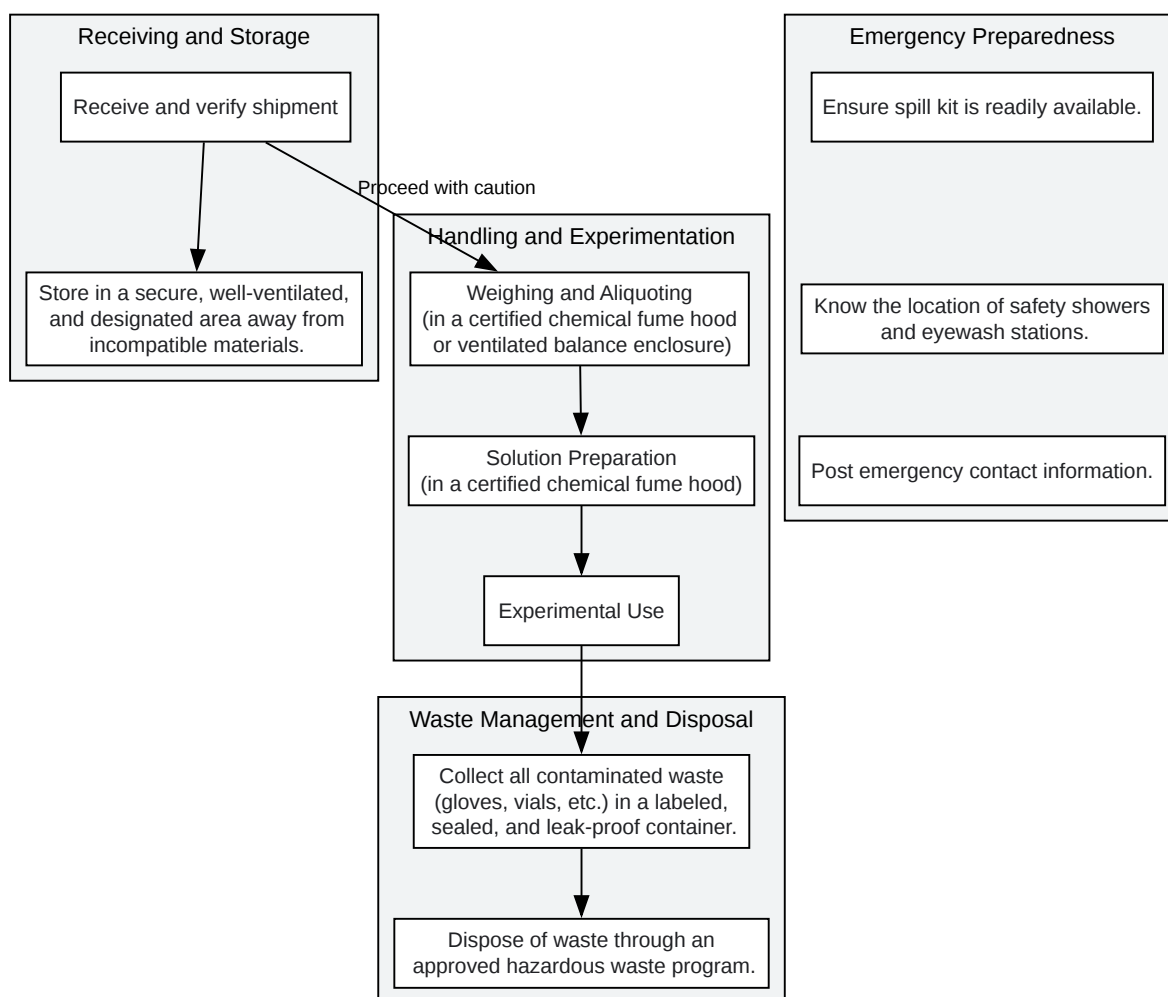 Receiving and Storage
Receive and verify shipment
Store in a secure, well-ventilated,
and designated area away from
incompatible materials.
Proceed with caution
Handling and Experimentation
Weighing and Aliquoting
(in a certified chemical fume hood
or ventilated balance enclosure)
Solution Preparation
(in a certified chemical fume hood)
Experimental Use
Waste Management and Disposal
Collect all contaminated waste
(gloves, vials, etc.) in a labeled,
sealed, and leak-proof container.
Dispose of waste through an
approved hazardous waste program.
Emergency Preparedness
Ensure spill kit is readily available.
Know the location of safety showers
and eyewash stations.
Post emergency contact information.